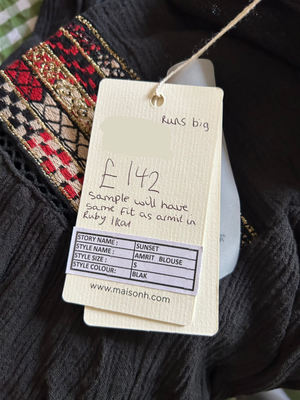 Runs big
£142
Sample will have
same fit as amrit in
Ruby Ikat
STORY NAME : SUNSET
STYLE NAME : AMRIT BLOUSE
STYLE SIZE : S
STYLE COLOUR: BLAK
www.maisonh.com